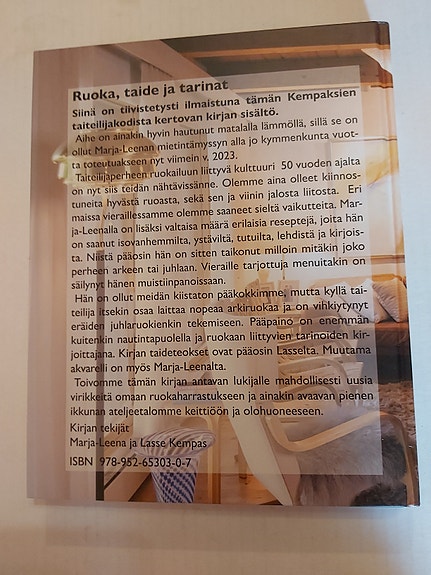 Ruoka, taide ja tarinat
Siinä on tiivistetysti ilmaistuna tämän Kempaksien
taiteilijakodista kertovan kirjan sisältö.
Aihe on ainakin hyvin hautunut matalalla lämmöllä, sillä se on
ollut Marja-Leenan mietintämyssyn alla jo kymmenkunta vuot-
ta toteutuakseen nyt viimein v. 2023.
Taiteilijaperheen ruokailuun liittyvä kulttuuri 50 vuoden ajalta
on nyt siis teidän nähtävissänne. Olemme aina olleet kiinnos-
tuneita hyvästä ruoasta, sekä sen ja viinin jalosta liitosta. Eri
maissa vieraillessamme olemme saaneet sieltä vaikutteita. Mar-
ja-Leenalla on lisäksi valtaisa määrä erilaisia reseptejä, joita hän
on saanut isovanhemmilta, ystäviltä, tutuilta, lehdistä ja kirjois-
ta. Niistä pääosin hän on sitten taikonut milloin mitäkin joko
perheen arkeen tai juhlaan. Vieraille tarjottuja menuitakin on
säilynyt hänen muistiinpanoissaan.
Hän on ollut meidän kiistaton pääkokkimme, mutta kyllä tai-
teilija itsekin osaa laittaa nopeaa arkiruokaa ja on vihkiytynyt
eräiden juhlaruokienkin tekemiseen. Pääpaino on enemmän
kuitenkin nautintapuolella ja ruokaan liittyvien tarinoiden kir-
joittajana. Kirjan taideteokset ovat pääosin Lasselta. Muutama
akvarelli on myös Marja-Leenalta.
Toivomme tämän kirjan antavan lukijalle mahdollisesti uusia
virikkeitä omaan ruokaharrastukseen ja ainakin avaavan pienen
ikkunan ateljeetalomme keittiöön ja olohuoneeseen.
Kirjan tekijät
Marja-Leena ja Lasse Kempas
ISBN 978-952-65303-0-7